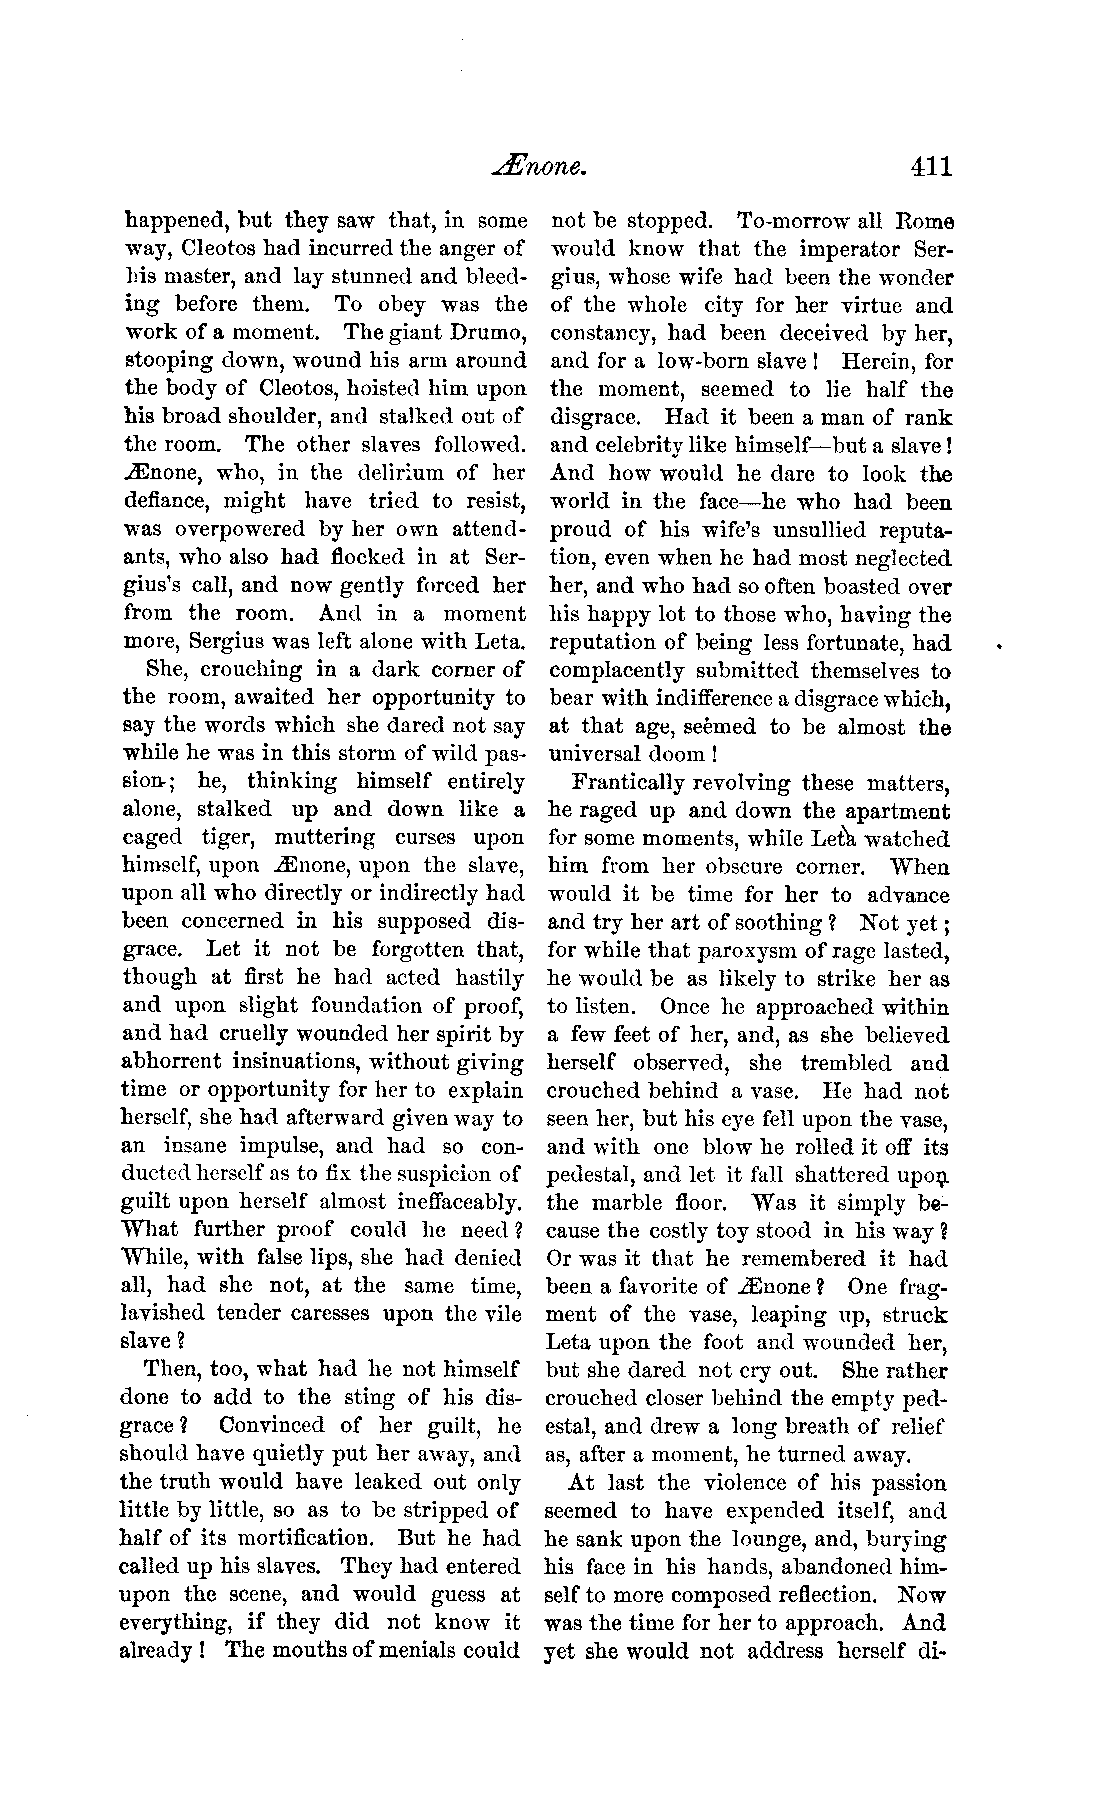 Ænone.
411
happened, but they saw that, in some
way, Cleotos had incurred the anger of
his master, and lay stunned and bleed-
ing before them. To obey was the
work of a moment. The giant Drumo,
stooping down, wound his arm around
the body of Cleotos, hoisted him upon
his broad shoulder, and stalked out of
the room. The other slaves followed.
Ænone, who, in the delirium of her
defiance, might have tried to resist,
was overpowered by her own attend-
ants, who also had flocked in at Ser-
gius's call, and now gently forced her
from the room. And in a moment
more, Sergius was left alone with Leta.
She, crouching in a dark corner of
the room, awaited her opportunity to
say the words which she dared not say
while he was in this storm of wild pas-
sion; he, thinking himself entirely
alone, stalked up and down like a
caged tiger, muttering curses upon
himself, upon Ænone, upon the slave,
upon all who directly or indirectly had
been concerned in his supposed dis-
grace. Let it not be forgotten that,
though at first he had acted hastily
and upon slight foundation of proof,
and had cruelly wounded her spirit by
abhorrent insinuations, without giving
time or opportunity for her to explain
herself, she had afterward given way to
an insane impulse, and had so con-
ducted herself as to fix the suspicion of
guilt upon herself almost ineffaceably.
What further proof could he need?
While, with false lips, she had denied
all, had she not, at the same time,
lavished tender caresses upon the vile
slave?
Then, too, what had he not himself
done to add to the sting of his dis-
grace? Convinced of her guilt, he
should have quietly put her away, and
the truth would have leaked out only
little by little, so as to be stripped of
half of its mortification. But he had
called up his slaves. They had entered
upon the scene, and would guess at
everything, if they did not know it
already! The mouths of menials could
not be stopped. To-morrow all Rome
would know that the imperator Ser-
gius, whose wife had been the wonder
of the whole city for her virtue and
constancy, had been deceived by her,
and for a low-born slave! Herein, for
the moment, seemed to lie half the
disgrace. Had it been a man of rank
and celebrity like himself—but a slave!
And how would he dare to look the
world in the face—he who had been
proud of his wife's unsullied reputa-
tion, even when he had most neglected
her, and who had so often boasted over
his happy lot to those who, having the
reputation of being less fortunate, had
complacently submitted themselves to
bear with indifference a disgrace which,
at that age, seemed to be almost the
universal doom!
Frantically revolving these matters,
he raged up and down the apartment
for some moments, while Leta watched
him from her obscure corner. When
would it be time for her to advance
and try her art of soothing? Not yet;
for while that paroxysm of rage lasted,
he would be as likely to strike her as
to listen. Once he approached within
a few feet of her, and, as she believed
herself observed, she trembled and
crouched behind a vase. He had not
seen her, but his eye fell upon the vase,
and with one blow he rolled it off its
pedestal, and let it fall shattered upon
the marble floor. Was it simply be-
cause the costly toy stood in his way?
Or was it that he remembered it had
been a favorite of Ænone? One frag-
ment of the vase, leaping up, struck
Leta upon the foot and wounded her,
but she dared not cry out. She rather
crouched closer behind the empty ped-
estal, and drew a long breath of relief
as, after a moment, he turned away.
At last the violence of his passion
seemed to have expended itself, and
he sank upon the lounge, and, burying
his face in his hands, abandoned him-
self to more composed reflection. Now
was the time for her to approach. And
yet she would not address herself di-